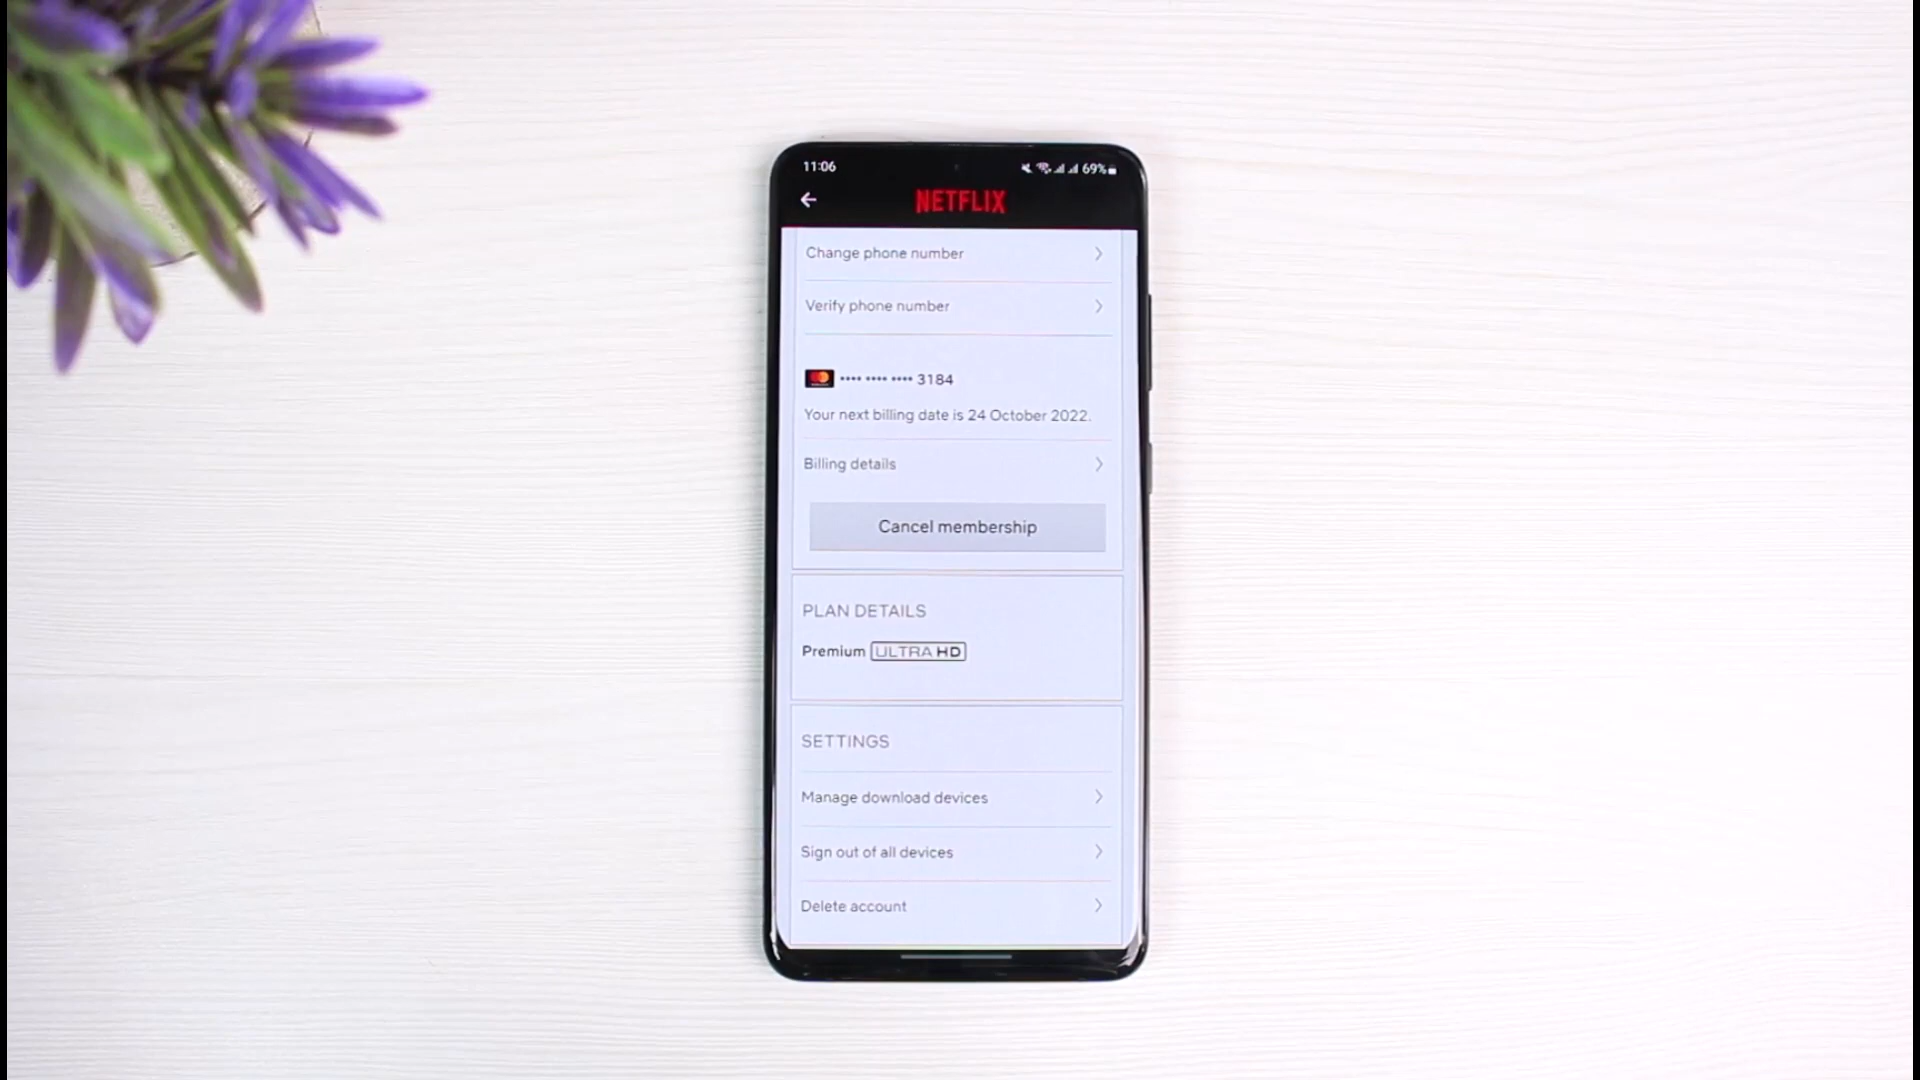 11:06 69%
NETFLIX
Change phone number
Verify phone number
•••• •••• •••• 3184
Your next billing date is 24 October 2022.
Billing details
Cancel membership
PLAN DETAILS
Premium ULTRA HD
SETTINGS
Manage download devices
Sign out of all devices
Delete account